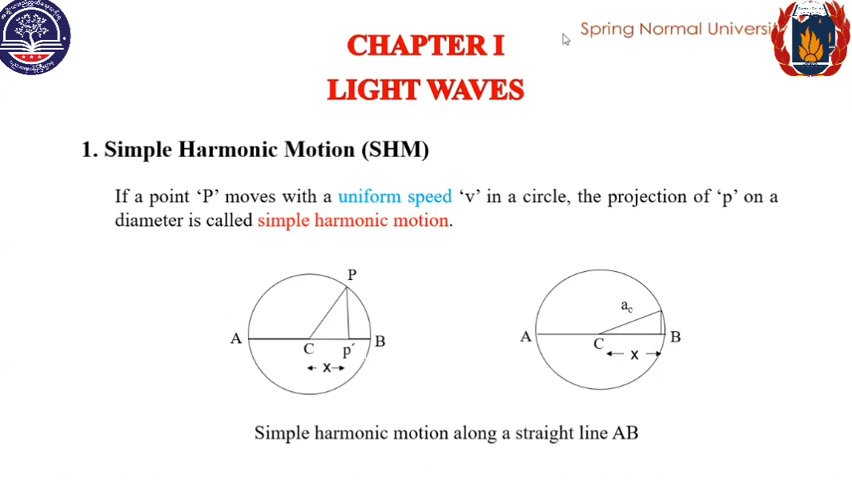 Spring Normal Universi
CHAPTER I
LIGHT WAVES
1. Simple Harmonic Motion (SHM)
If a point ‘P’ moves with a uniform speed ‘v’ in a circle, the projection of ‘p’ on a
diameter is called simple harmonic motion.
P
A
C
p'
B
x
a_c
A
C
B
x
Simple harmonic motion along a straight line AB